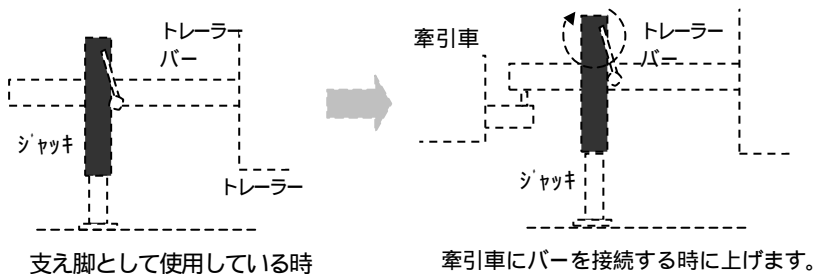 トレーラー
バー
ジャッキ
トレーラー
支え脚として使用している時
牽引車
トレーラー
バー
ジャッキ
牽引車にバーを接続する時に上げます。